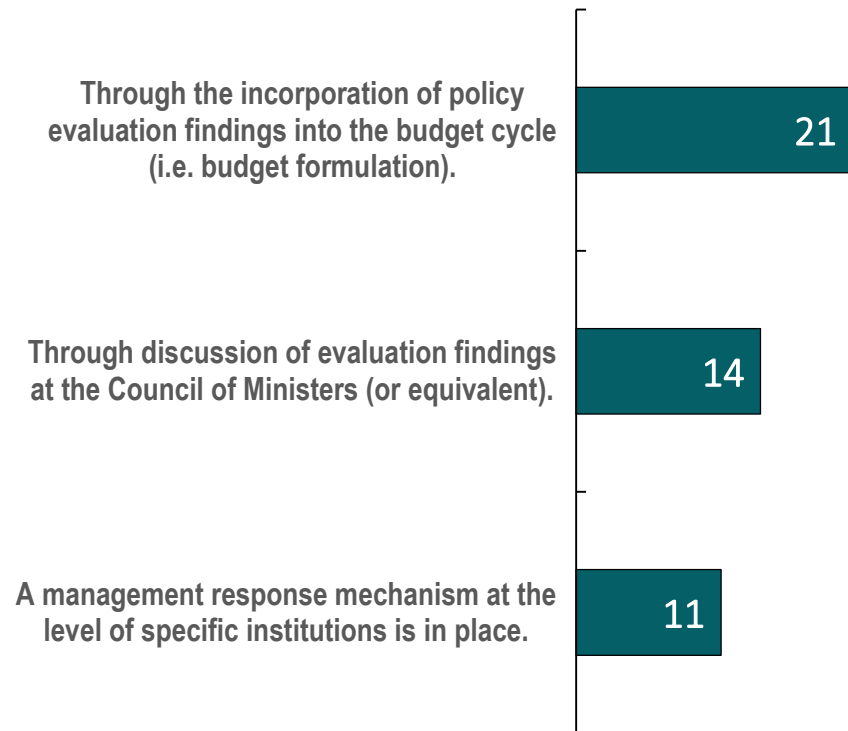 Through the incorporation of policy
evaluation findings into the budget cycle
(i.e. budget formulation).
21
Through discussion of evaluation findings
at the Council of Ministers (or equivalent).
14
A management response mechanism at the
level of specific institutions is in place.
11